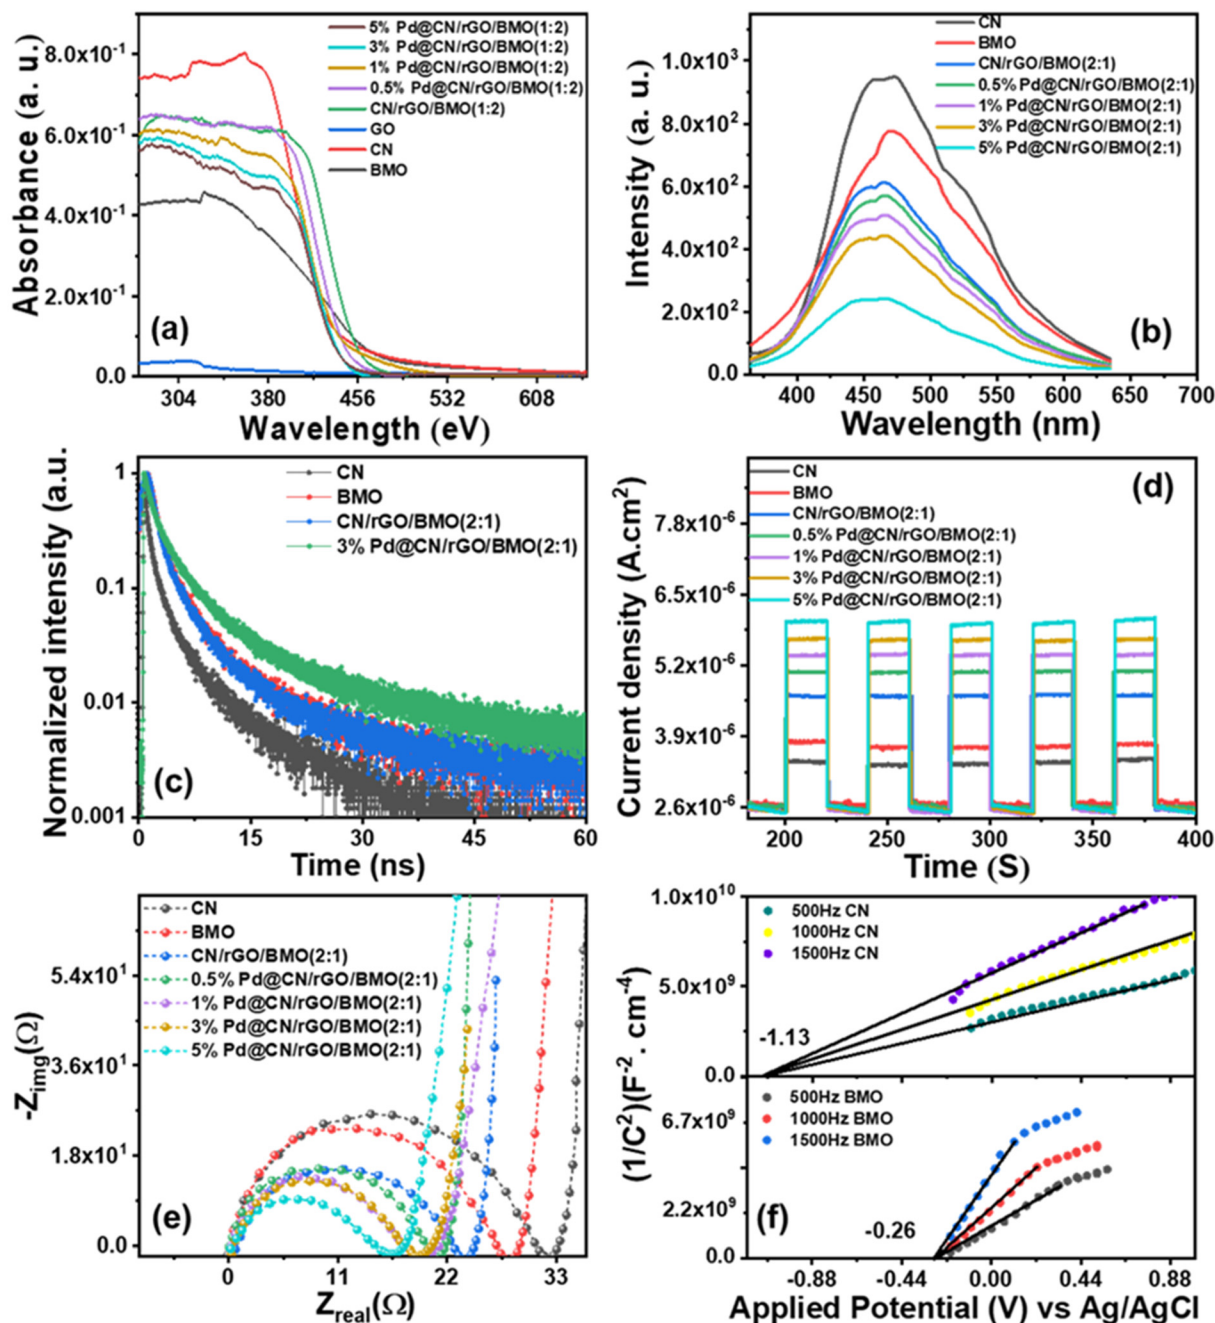 5% Pd@CN/rGO/BMO(1:2)
3% Pd@CN/rGO/BMO(1:2)
1% Pd@CN/rGO/BMO(1:2)
0.5% Pd@CN/rGO/BMO(1:2)
CN/rGO/BMO(1:2)
GO
CN
BMO
Absorbance (a. u.)
8.0x10⁻¹
6.0x10⁻¹
4.0x10⁻¹
2.0x10⁻¹
0.0
(a)
304 380 456 532 608
Wavelength (eV)
CN
BMO
CN/rGO/BMO(2:1)
0.5% Pd@CN/rGO/BMO(2:1)
1% Pd@CN/rGO/BMO(2:1)
3% Pd@CN/rGO/BMO(2:1)
5% Pd@CN/rGO/BMO(2:1)
Intensity (a. u.)
1.0x10³
8.0x10²
6.0x10²
4.0x10²
2.0x10²
0.0
(b)
400 450 500 550 600 650 700
Wavelength (nm)
CN
BMO
CN/rGO/BMO(2:1)
3% Pd@CN/rGO/BMO(2:1)
Normalized intensity (a.u.
1
0.1
0.01
0.001
(c)
0 15 30 45 60
Time (ns)
CN
BMO
CN/rGO/BMO(2:1)
0.5% Pd@CN/rGO/BMO(2:1)
1% Pd@CN/rGO/BMO(2:1)
3% Pd@CN/rGO/BMO(2:1)
5% Pd@CN/rGO/BMO(2:1)
(d)
Current density (A.cm²)
7.8x10⁻⁶
6.5x10⁻⁶
5.2x10⁻⁶
3.9x10⁻⁶
2.6x10⁻⁶
200 250 300 350 400
Time (S)
CN
BMO
CN/rGO/BMO(2:1)
0.5% Pd@CN/rGO/BMO(2:1)
1% Pd@CN/rGO/BMO(2:1)
3% Pd@CN/rGO/BMO(2:1)
5% Pd@CN/rGO/BMO(2:1)
-Zimg(Ω)
5.4x10¹
3.6x10¹
1.8x10¹
0.0
(e)
0 11 22 33
Zreal(Ω)
500Hz CN
1000Hz CN
1500Hz CN
(1/C²)(F⁻². cm⁻⁴)
1.0x10¹⁰
5.0x10⁹
0.0
-1.13
500Hz BMO
1000Hz BMO
1500Hz BMO
6.7x10⁹
2.2x10⁹
0.0
-0.26
(f)
-0.88 -0.44 0.00 0.44 0.88
Applied Potential (V) vs Ag/AgCl